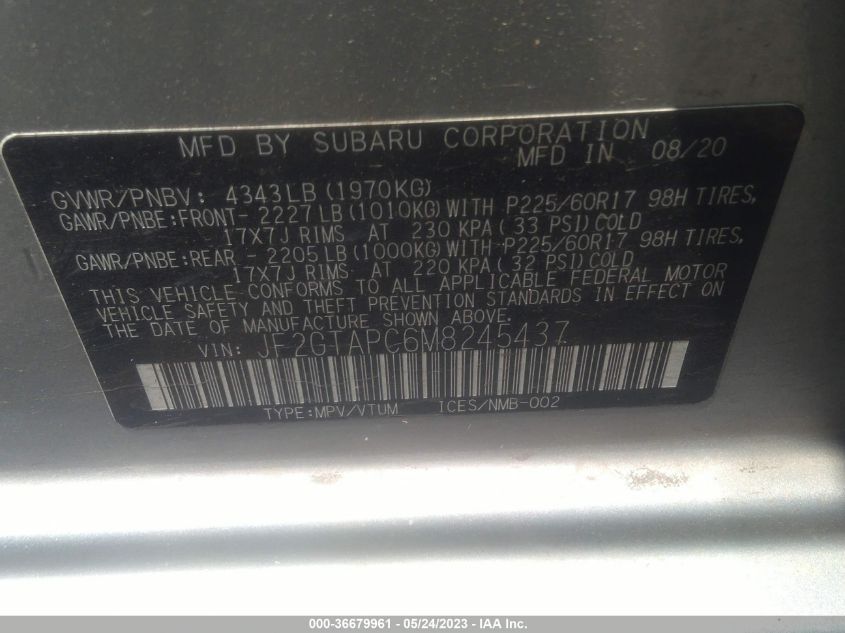 MFD BY SUBARU CORPORATION
MFD IN 08/20
GVWR/PNBV: 4343LB (1970KG)
GAWR/PNBE:FRONT- 2227LB (1010KG) WITH P225/60R17 98H TIRES,
17X7J RIMS AT 230 KPA (33 PSI) COLD
GAWR/PNBE:REAR - 2205LB (1000KG) WITH P225/60R17 98H TIRES,
17X7J RIMS AT 220 KPA (32 PSI) COLD
THIS VEHICLE CONFORMS TO ALL APPLICABLE FEDERAL MOTOR
VEHICLE SAFETY AND THEFT PREVENTION STANDARDS IN EFFECT ON
THE DATE OF MANUFACTURE SHOWN ABOVE.
VIN: JF2GTAPC6M8245437
TYPE:MPV/VTUM ICES/NMB-002
000-36679961 - 05/24/2023 - IAA Inc.